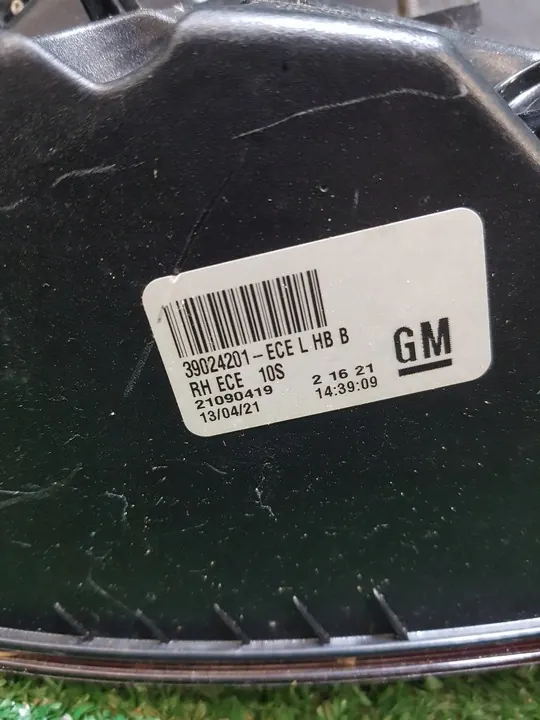 39024201-ECE L HB B
RH ECE 10S
21090419 2 16 21
13/04/21 14:39:09
GM